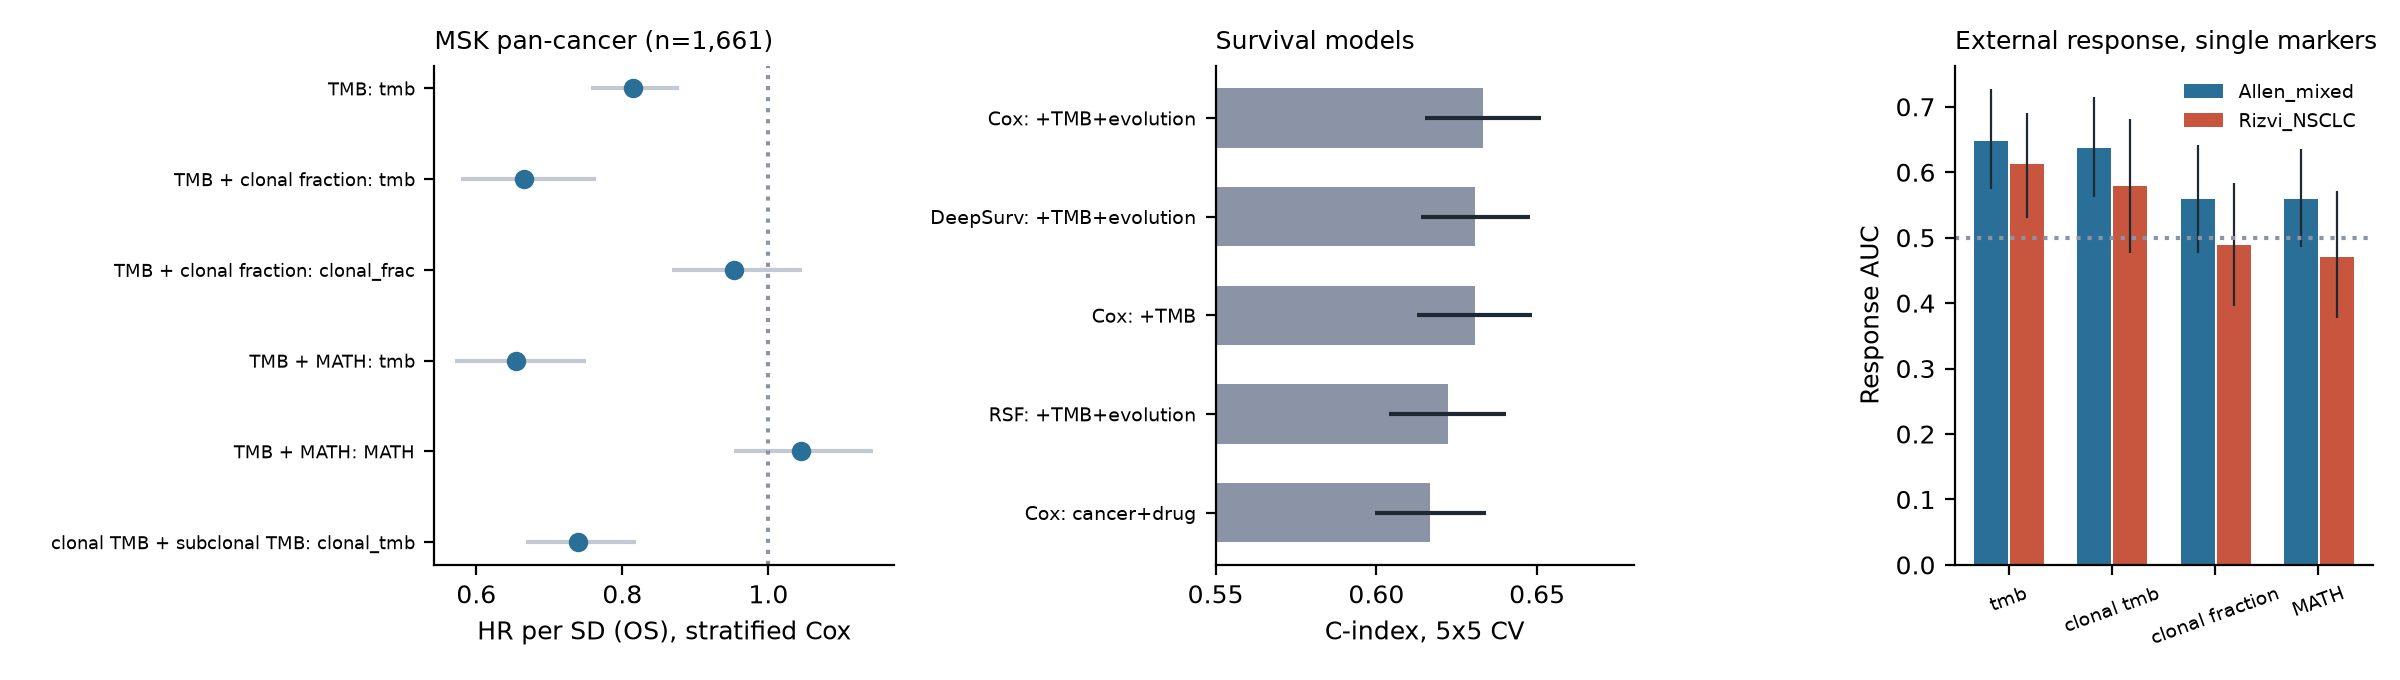 MSK pan-cancer (n=1,661)
TMB: tmb
TMB + clonal fraction: tmb
TMB + clonal fraction: clonal_frac
TMB + MATH: tmb
TMB + MATH: MATH
clonal TMB + subclonal TMB: clonal_tmb
0.6 0.8 1.0
HR per SD (OS), stratified Cox
Survival models
Cox: +TMB+evolution
DeepSurv: +TMB+evolution
Cox: +TMB
RSF: +TMB+evolution
Cox: cancer+drug
0.55 0.60 0.65
C-index, 5x5 CV
External response, single markers
Allen_mixed
Rizvi_NSCLC
Response AUC
0.7
0.6
0.5
0.4
0.3
0.2
0.1
0.0
tmb
clonal tmb
clonal fraction
MATH